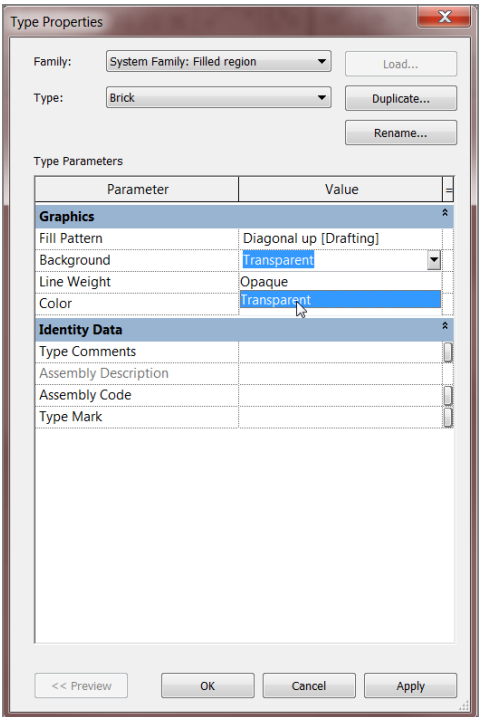 Type Properties
Family: System Family: Filled region Load...
Type: Brick Duplicate...
Rename...
Type Parameters
Parameter Value =
Graphics
Fill Pattern Diagonal up [Drafting]
Background Transparent
Line Weight Opaque
Color Transparent
Identity Data
Type Comments
Assembly Description
Assembly Code
Type Mark
<< Preview OK Cancel Apply